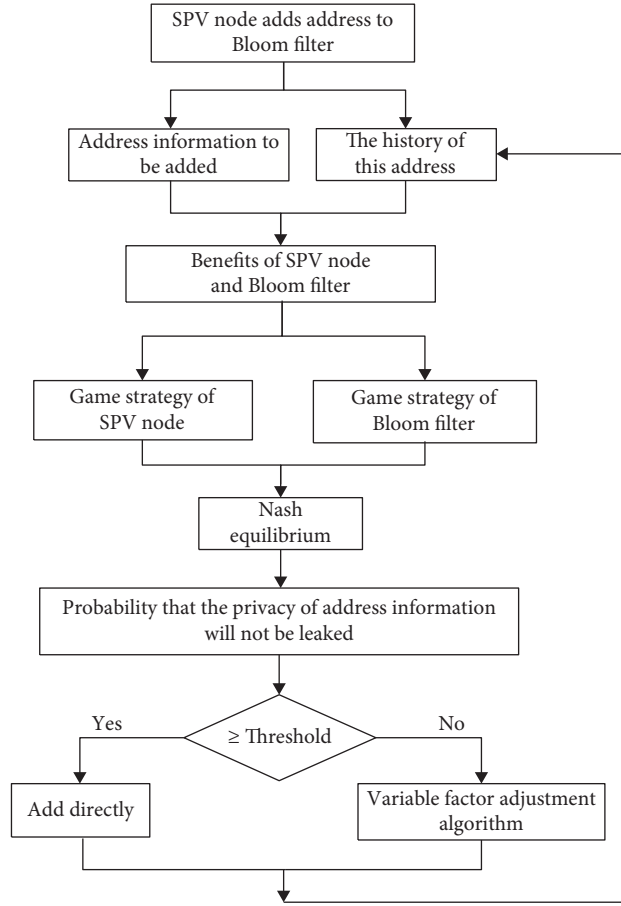 SPV node adds address to
Bloom filter
Address information to
be added
The history of
this address
Benefits of SPV node
and Bloom filter
Game strategy of
SPV node
Game strategy of
Bloom filter
Nash
equilibrium
Probability that the privacy of address information
will not be leaked
Yes
≥ Threshold
No
Add directly
Variable factor adjustment
algorithm